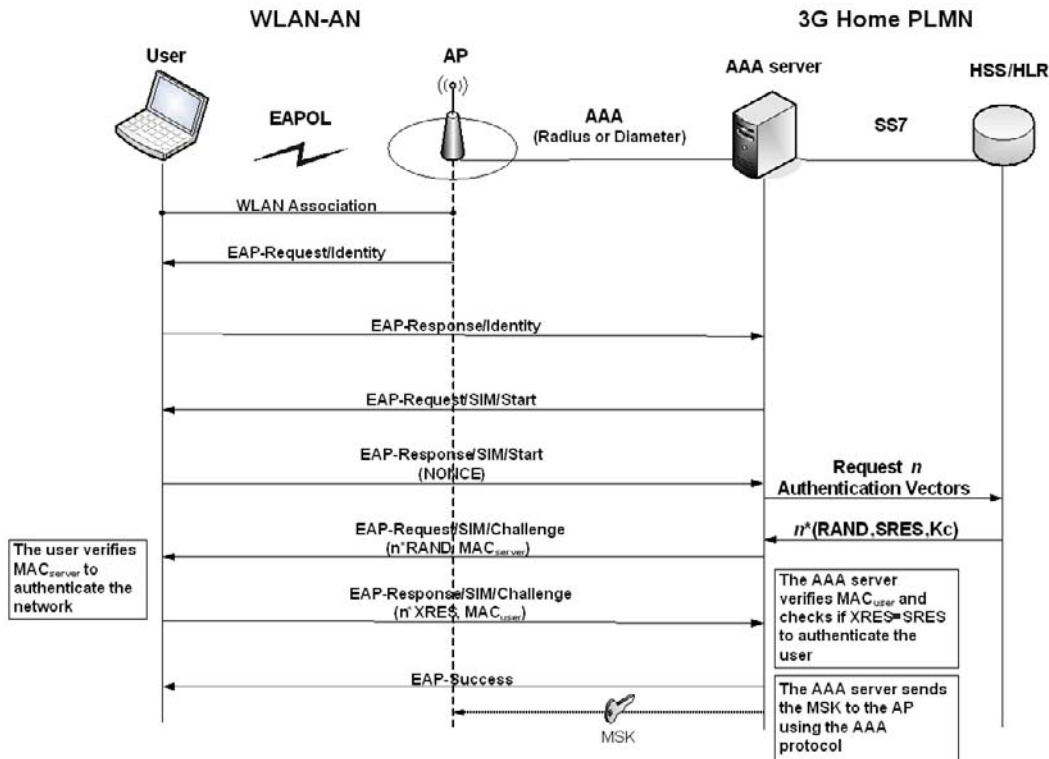 WLAN-AN
3G Home PLMN
User
AP
AAA server
HSS/HLR
EAPOL
AAA
(Radius or Diameter)
SS7
WLAN Association
EAP-Request/Identity
EAP-Response/Identity
EAP-Request/SIM/Start
EAP-Response/SIM/Start
(NONCE)
Request n
Authentication Vectors
n*(RAND,SRES,Kc)
EAP-Request/SIM/Challenge
(n*RAND, MACserver)
The user verifies
MACserver to
authenticate the
network
EAP-Response/SIM/Challenge
(n*XRES, MACuser)
The AAA server
verifies MACuser and
checks if XRES=SRES
to authenticate the
user
EAP-Success
The AAA server sends
the MSK to the AP
using the AAA
protocol
MSK